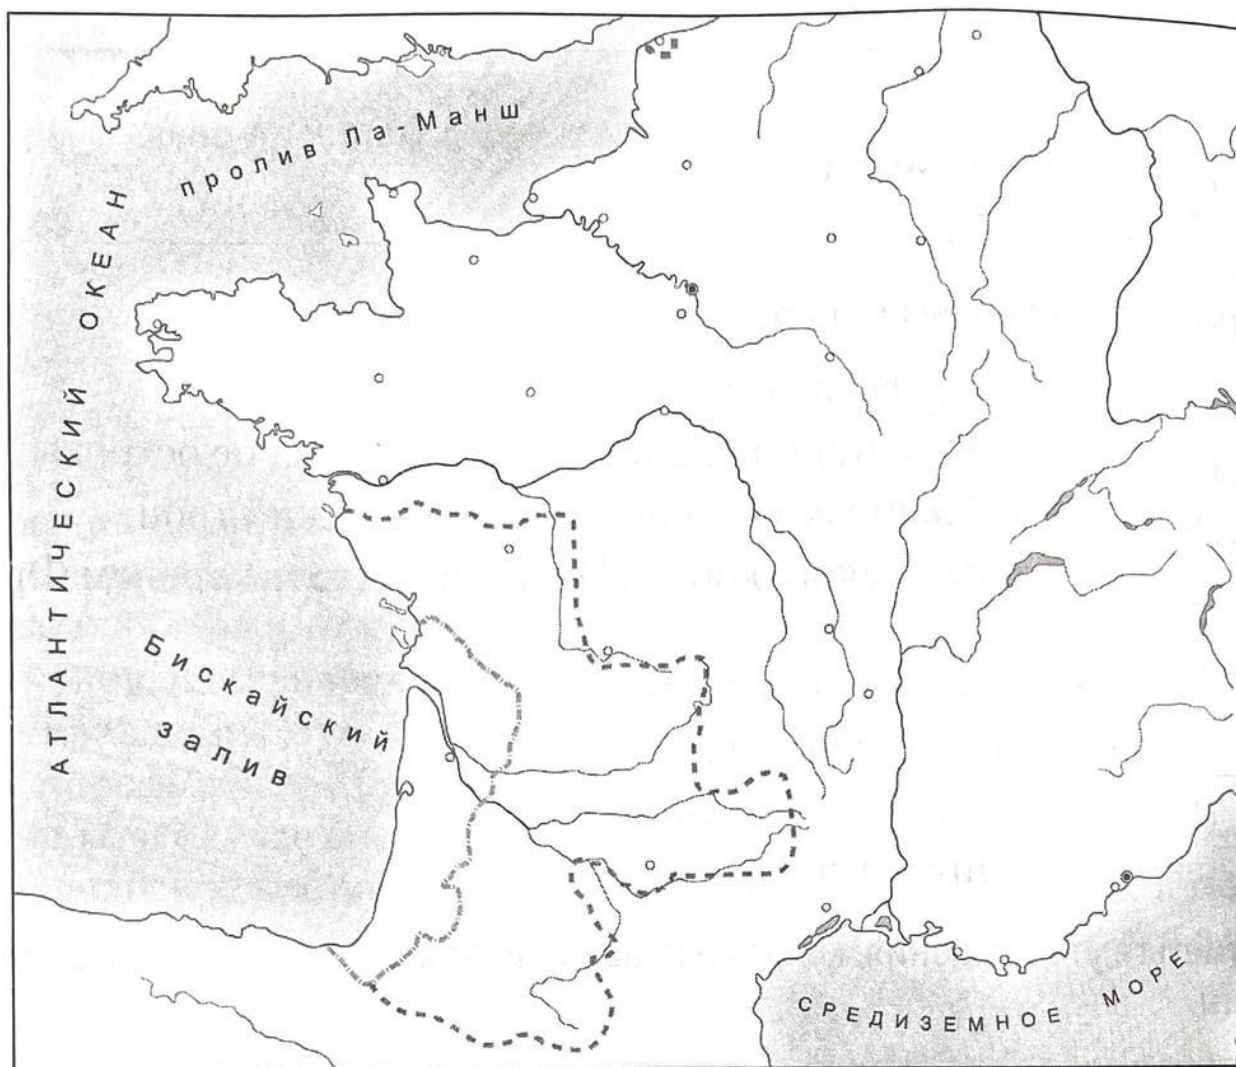 пролив Ла-Манш
АТЛАНТИЧЕСКИЙ ОКЕАН
Бискайский
залив
СРЕДИЗЕМНОЕ МОРЕ